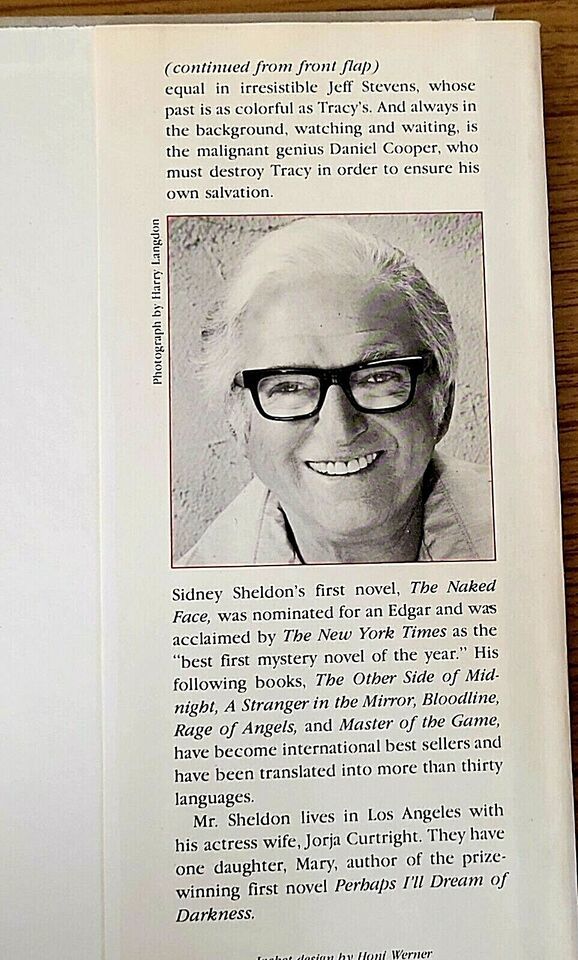 (continued from front flap)
equal in irresistible Jeff Stevens, whose
past is as colorful as Tracy's. And always in
the background, watching and waiting, is
the malignant genius Daniel Cooper, who
must destroy Tracy in order to ensure his
own salvation.
Photograph by Harry Langdon
Sidney Sheldon's first novel, The Naked
Face, was nominated for an Edgar and was
acclaimed by The New York Times as the
"best first mystery novel of the year." His
following books, The Other Side of Mid-
night, A Stranger in the Mirror, Bloodline,
Rage of Angels, and Master of the Game,
have become international best sellers and
have been translated into more than thirty
languages.
Mr. Sheldon lives in Los Angeles with
his actress wife, Jorja Curtright. They have
one daughter, Mary, author of the prize-
winning first novel Perhaps I'll Dream of
Darkness.
Jacket design by Honi Werner